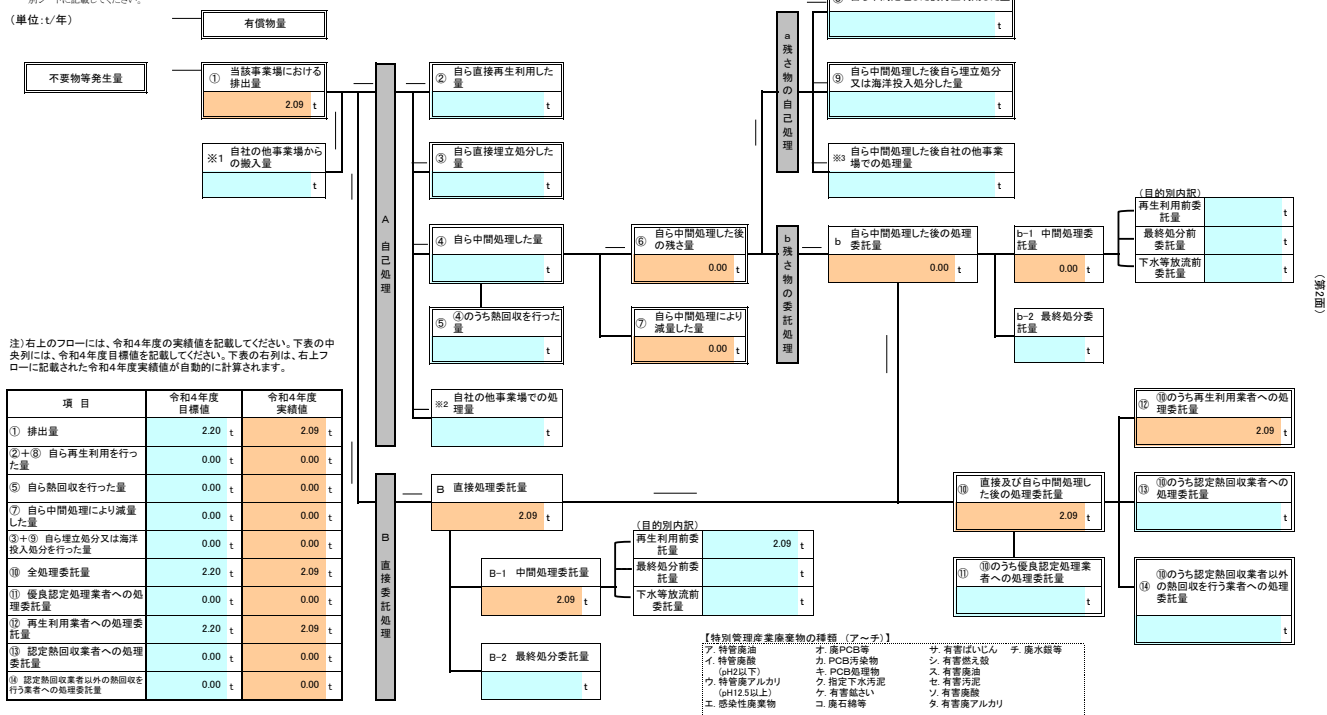 別シートに記載してください。
(単位:t/年)
有償物量
不要物等発生量
① 当該事業場における
排出量
2.09 t
※1 自社の他事業場から
の搬入量
t
A
自
己
処
理
② 自ら直接再生利用した
量
t
③ 自ら直接埋立処分した
量
t
④ 自ら中間処理した量
t
⑤ ④のうち熱回収を行った
量
t
※2 自社の他事業場での処
理量
t
⑥ 自ら中間処理した後
の残さ量
0.00 t
⑦ 自ら中間処理により
減量した量
0.00 t
a
残
さ
物
の
自
己
処
理
t
⑨ 自ら中間処理した後自ら埋立処分
又は海洋投入処分した量
t
※3 自ら中間処理した後自社の他事業
場での処理量
t
b
残
さ
物
の
委
託
処
理
b 自ら中間処理した後の処理
委託量
0.00 t
b-1 中間処理委
託量
0.00 t
(目的別内訳)
再生利用前委
託量
t
最終処分前
委託量
t
下水等放流前
委託量
t
b-2 最終処分委
託量
t
(第2面)
注)右上のフローには、令和4年度の実績値を記載してください。下表の中
央列には、令和4年度目標値を記載してください。下表の右列は、右上フ
ローに記載された令和4年度実績値が自動的に計算されます。
項 目 令和4年度 目標値 令和4年度 実績値
① 排出量 2.20 t 2.09 t
②+⑧ 自ら再生利用を行っ
た量 0.00 t 0.00 t
⑤ 自ら熱回収を行った量 0.00 t 0.00 t
⑦ 自ら中間処理により減量
した量 0.00 t 0.00 t
③+⑨ 自ら埋立処分又は海洋
投入処分を行った量 0.00 t 0.00 t
⑩ 全処理委託量 2.20 t 2.09 t
⑪ 優良認定処理業者への処
理委託量 0.00 t 0.00 t
⑫ 再生利用業者への処理委
託量 2.20 t 2.09 t
⑬ 認定熱回収業者への処理
委託量 0.00 t 0.00 t
⑭ 認定熱回収業者以外の熱回収を
行う業者への処理委託量 0.00 t 0.00 t
B
直
接
委
託
処
理
B 直接処理委託量
2.09 t
B-1 中間処理委託量
2.09 t
(目的別内訳)
再生利用前委
託量
2.09 t
最終処分前委
託量
t
下水等放流前
委託量
t
B-2 最終処分委託量
t
⑩ 直接及び自ら中間処理し
た後の処理委託量
2.09 t
⑪ ⑩のうち優良認定処理業
者への処理委託量
t
⑫ ⑩のうち再生利用業者への処
理委託量
2.09 t
⑬ ⑩のうち認定熱回収業者への
処理委託量
t
⑭ ⑩のうち認定熱回収業者以外
の熱回収を行う業者への処理
委託量
t
【特別管理産業廃棄物の種類 (ア~チ)】
ア. 特管廃油 オ. 廃PCB等 サ. 有害ばいじん チ. 廃水銀等
イ. 特管廃酸 カ. PCB汚染物 シ. 有害燃え殻
(pH2以下) キ. PCB処理物 ス. 有害廃油
ウ. 特管廃アルカリ ク. 指定下水汚泥 セ. 有害汚泥
(pH12.5以上) ケ. 有害鉱さい ソ. 有害廃酸
エ. 感染性廃棄物 コ. 廃石綿等 タ. 有害廃アルカリ